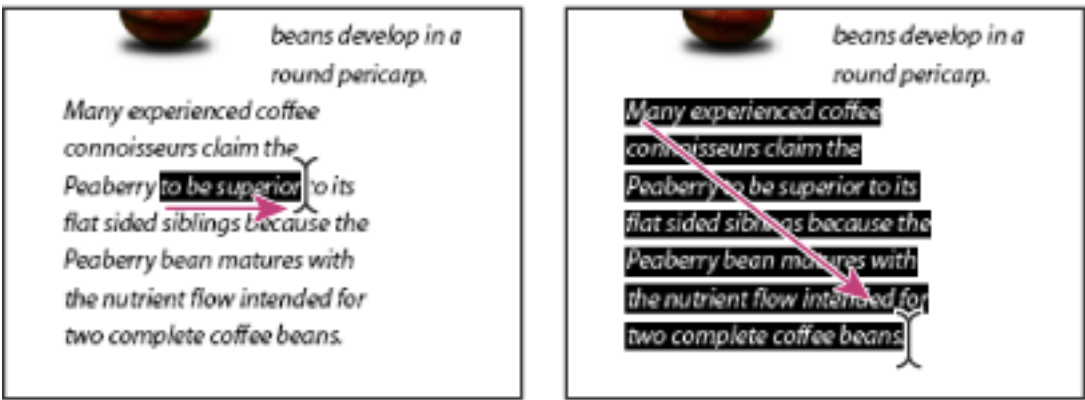 beans develop in a
round pericarp.
Many experienced coffee
connoisseurs claim the
Peaberry to be superior to its
flat sided siblings because the
Peaberry bean matures with
the nutrient flow intended for
two complete coffee beans.
beans develop in a
round pericarp.
Many experienced coffee
connoisseurs claim the
Peaberry to be superior to its
flat sided siblings because the
Peaberry bean matures with
the nutrient flow intended for
two complete coffee beans.